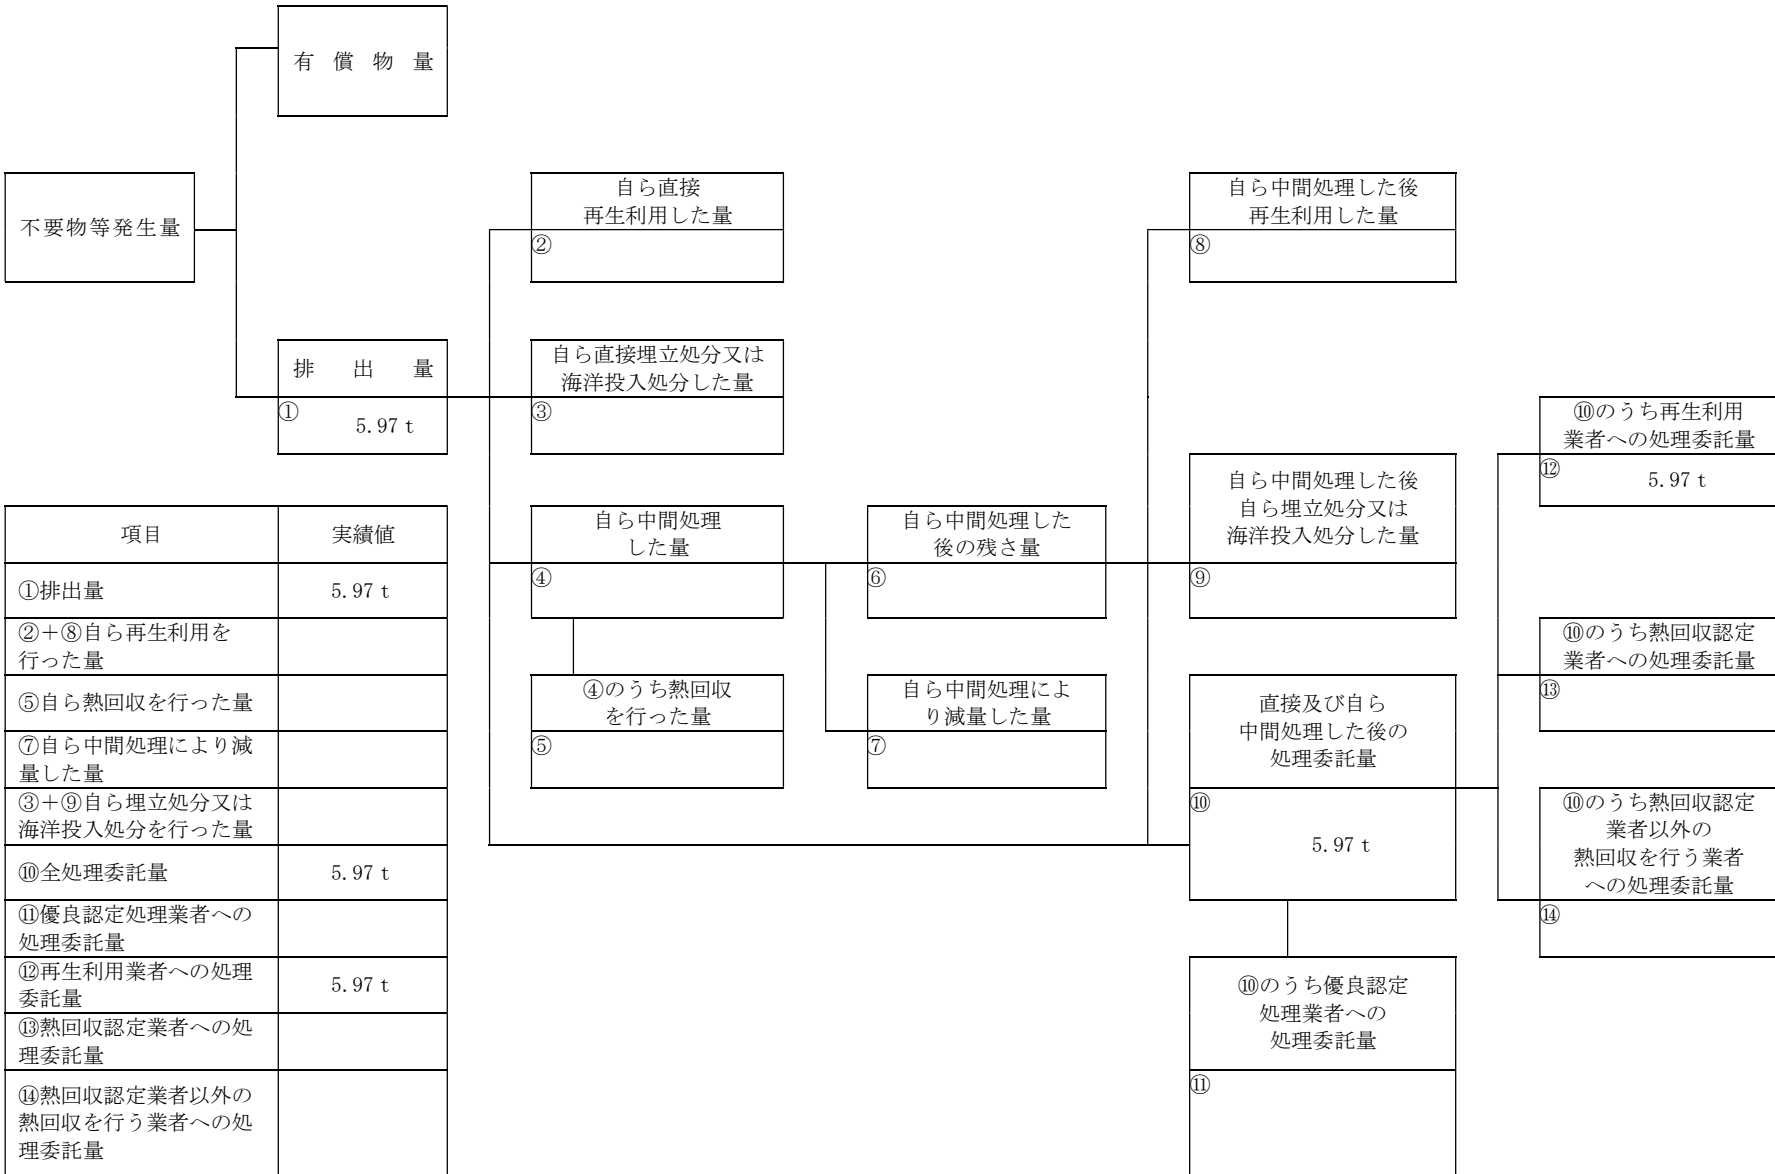 有 償 物 量
不要物等発生量
自ら直接
再生利用した量
②
自ら中間処理した後
再生利用した量
⑧
排 出 量
①
5.97 t
自ら直接埋立処分又は
海洋投入処分した量
③
⑩のうち再生利用
業者への処理委託量
⑫
5.97 t
自ら中間処理した後
自ら埋立処分又は
海洋投入処分した量
⑨
自ら中間処理
した量
④
自ら中間処理した
後の残さ量
⑥
④のうち熱回収
を行った量
⑤
自ら中間処理によ
り減量した量
⑦
直接及び自ら
中間処理した後の
処理委託量
⑩
5.97 t
⑩のうち熱回収認定
業者への処理委託量
⑬
⑩のうち熱回収認定
業者以外の
熱回収を行う業者
への処理委託量
⑭
⑩のうち優良認定
処理業者への
処理委託量
⑪
項目 実績値
①排出量 5.97 t
②+⑧自ら再生利用を
行った量
⑤自ら熱回収を行った量
⑦自ら中間処理により減
量した量
③+⑨自ら埋立処分又は
海洋投入処分を行った量
⑩全処理委託量 5.97 t
⑪優良認定処理業者への
処理委託量
⑫再生利用業者への処理
委託量 5.97 t
⑬熱回収認定業者への処
理委託量
⑭熱回収認定業者以外の
熱回収を行う業者への処
理委託量